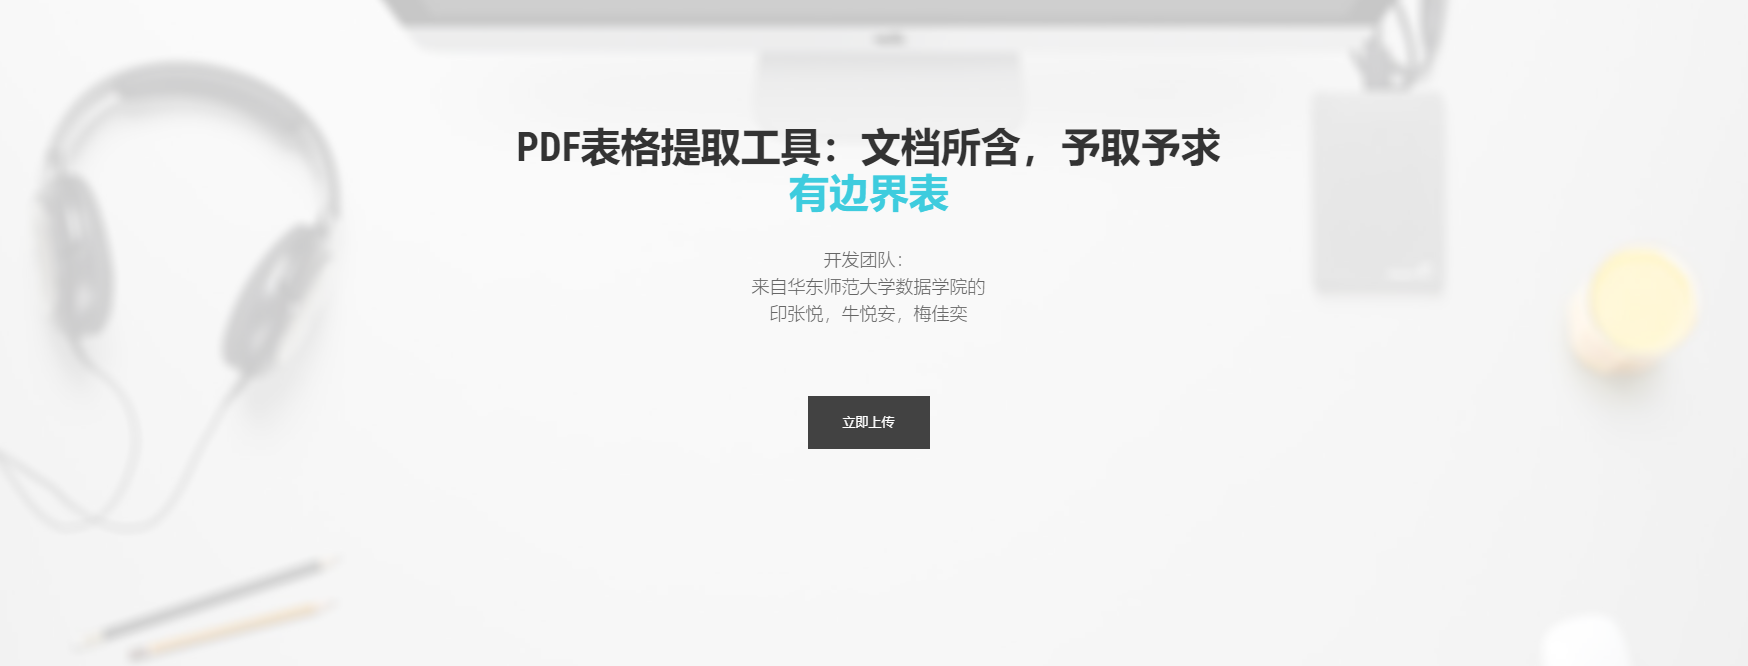 PDF表格提取工具：文档所含，予取予求
有边界表
开发团队：
来自华东师范大学数据学院的
印张悦，牛悦安，梅佳奕
立即上传